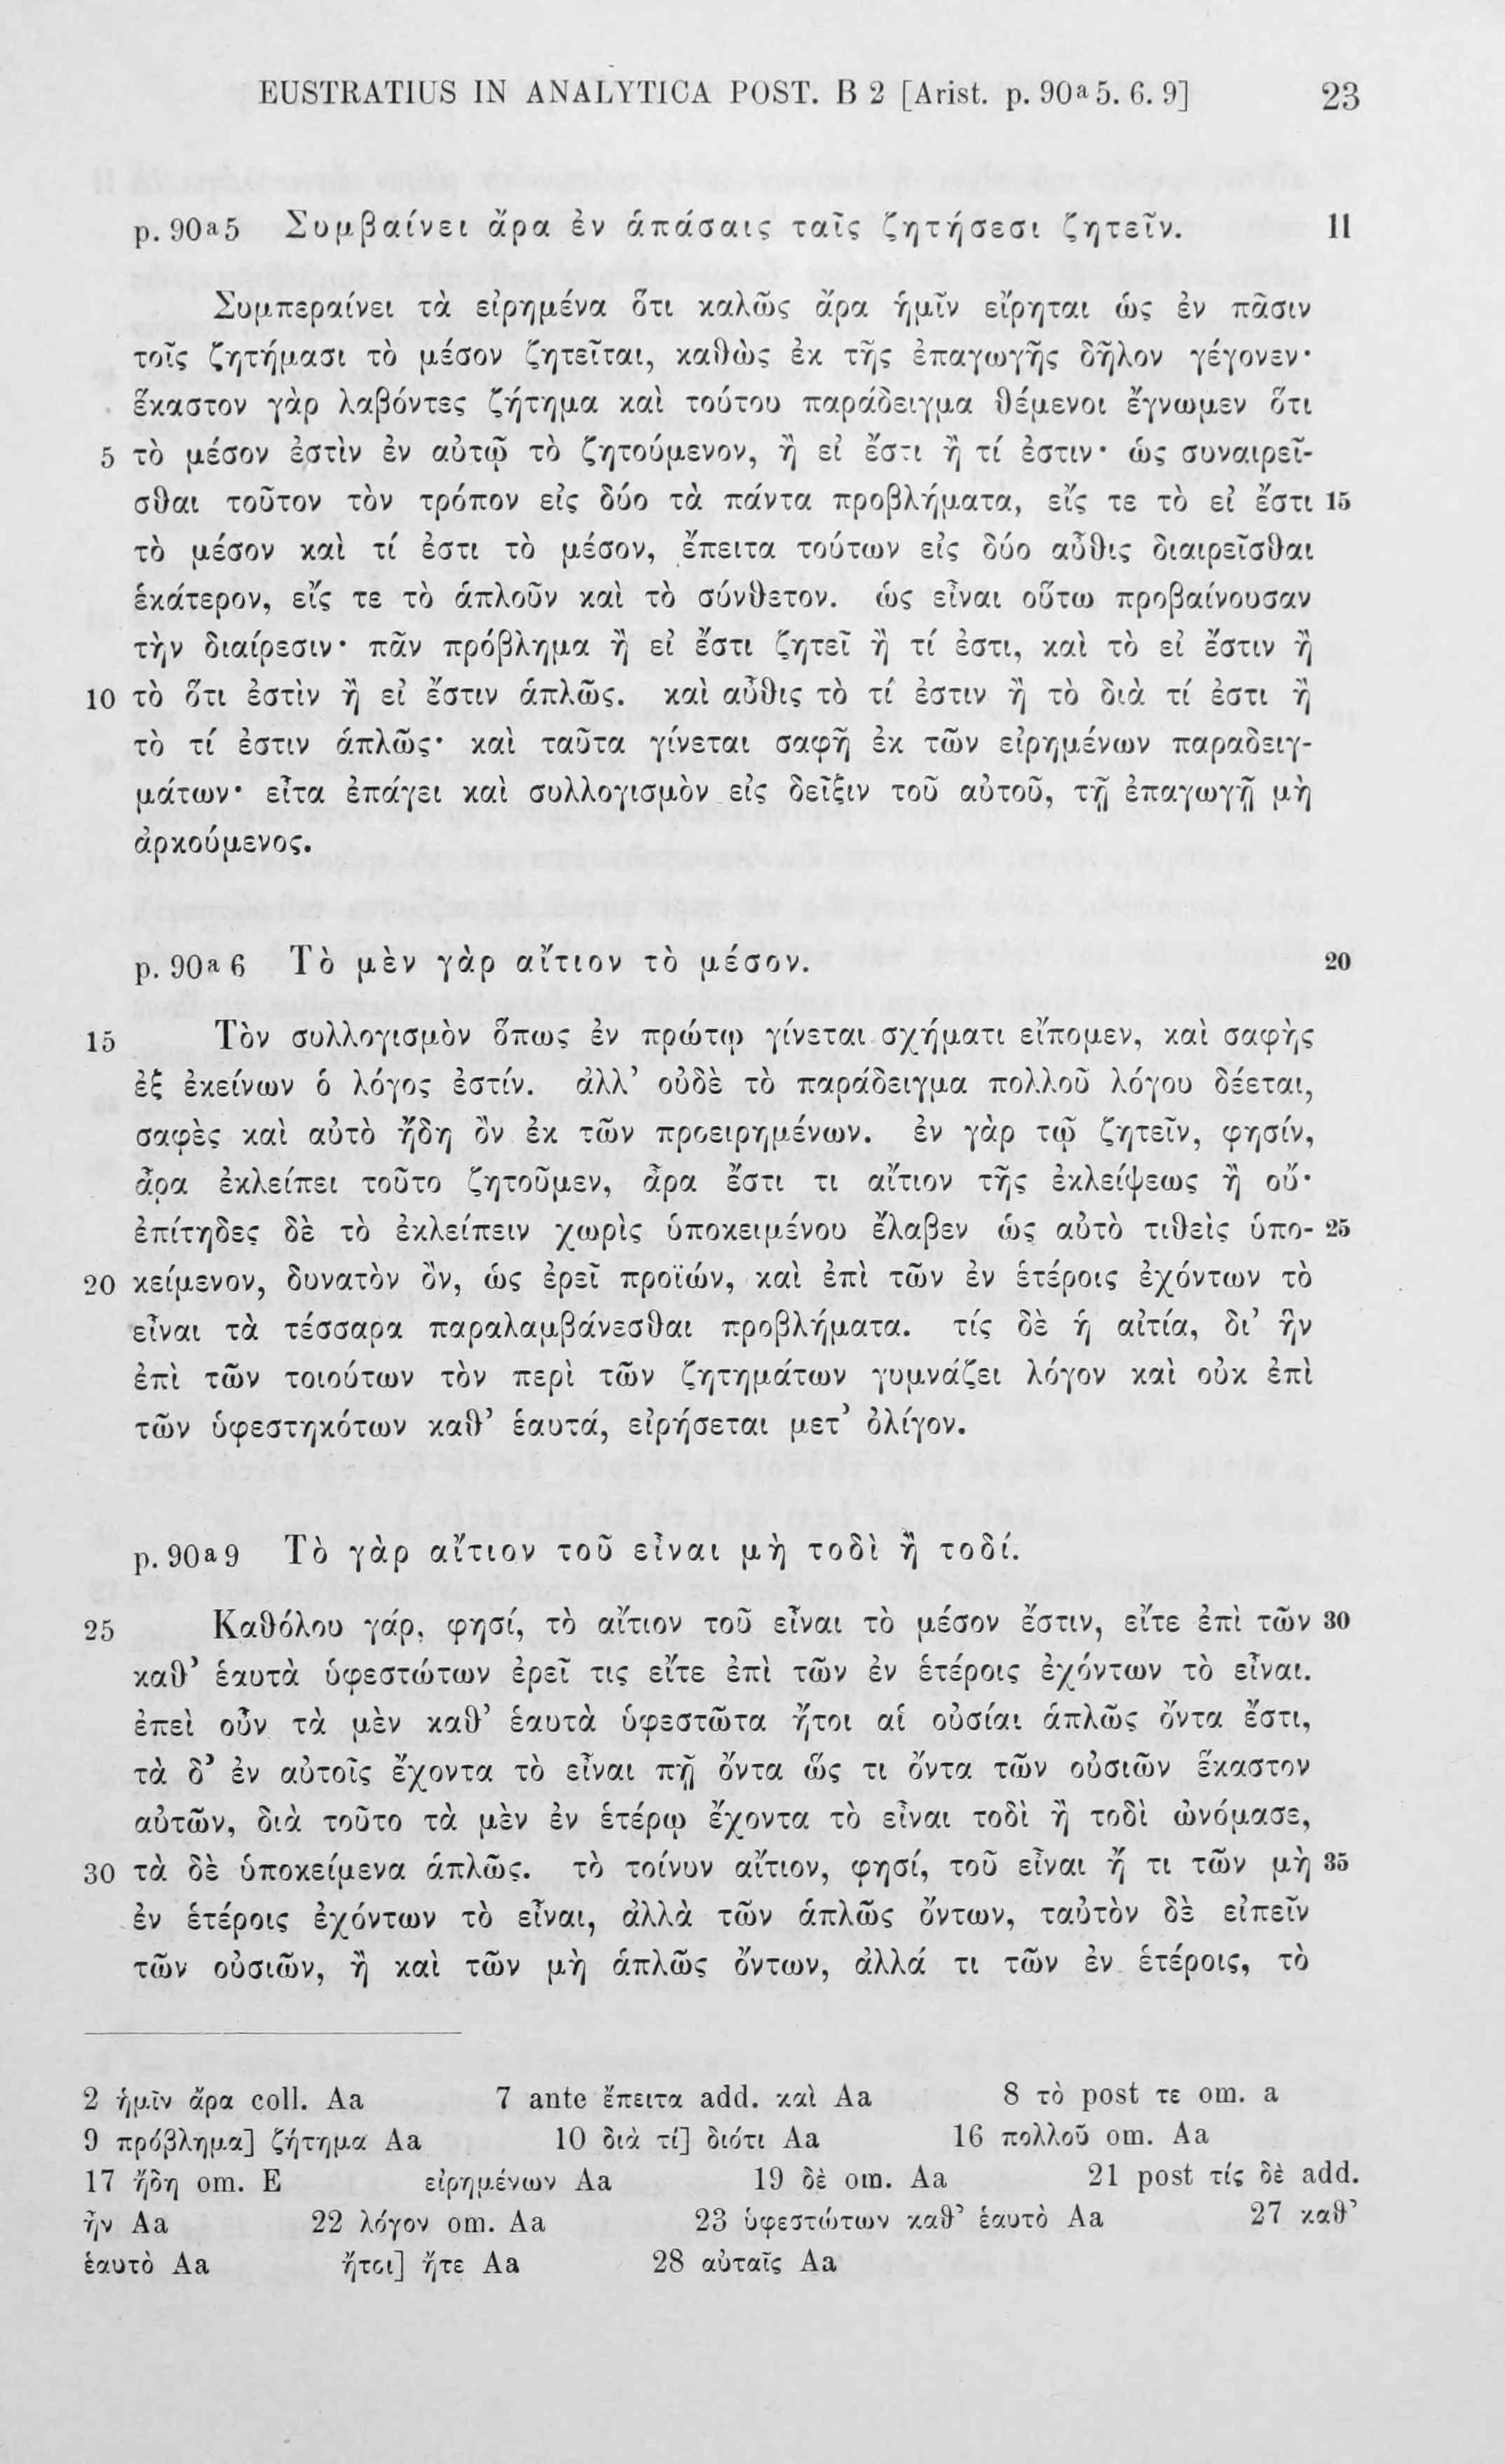 EUSTRATIUS IN ANALYTICA POST. B 2 [Arist. p. 90a5. 6. 9] 23
p. 90a5 Συμβαίνει ἄρα ἐν ἁπάσαις ταῖς ζητήσεσι ζητεῖν. 11
Συμπεραίνει τὰ εἰρημένα ὅτι καλῶς ἄρα ἡμῖν εἴρηται ὡς ἐν πᾶσιν
τοῖς ζητήμασι τὸ μέσον ζητεῖται, καθὼς ἐκ τῆς ἐπαγωγῆς δῆλον γέγονεν·
ἕκαστον γὰρ λαβόντες ζήτημα καὶ τούτου παράδειγμα θέμενοι ἔγνωμεν ὅτι
5 τὸ μέσον ἐστὶν ἐν αὐτῷ τὸ ζητούμενον, ἢ εἰ ἔστι ἢ τί ἐστιν· ὡς συναιρεῖ-
σθαι τοῦτον τὸν τρόπον εἰς δύο τὰ πάντα προβλήματα, εἴς τε τὸ εἰ ἔστι 15
τὸ μέσον καὶ τί ἐστι τὸ μέσον, ἔπειτα τούτων εἰς δύο αὖθις διαιρεῖσθαι
ἑκάτερον, εἴς τε τὸ ἁπλοῦν καὶ τὸ σύνθετον. ὡς εἶναι οὕτω προβαίνουσαν
τὴν διαίρεσιν· πᾶν πρόβλημα ἢ εἰ ἔστι ζητεῖ ἢ τί ἐστι, καὶ τὸ εἰ ἔστιν ἢ
10 τὸ ὅτι ἐστὶν ἢ εἰ ἔστιν ἁπλῶς. καὶ αὖθις τὸ τί ἐστιν ἢ τὸ διὰ τί ἐστι ἢ
τὸ τί ἐστιν ἁπλῶς· καὶ ταῦτα γίνεται σαφῆ ἐκ τῶν εἰρημένων παραδειγ-
μάτων· εἶτα ἐπάγει καὶ συλλογισμὸν εἰς δεῖξιν τοῦ αὐτοῦ, τῇ ἐπαγωγῇ μὴ
ἀρκούμενος.
p. 90a6 Τὸ μὲν γὰρ αἴτιον τὸ μέσον. 20
15 Τὸν συλλογισμὸν ὅπως ἐν πρώτῳ γίνεται σχήματι εἴπομεν, καὶ σαφὴς
ἐξ ἐκείνων ὁ λόγος ἐστίν. ἀλλ’ οὐδὲ τὸ παράδειγμα πολλοῦ λόγου δέεται,
σαφὲς καὶ αὐτὸ ἤδη ὂν ἐκ τῶν προειρημένων. ἐν γὰρ τῷ ζητεῖν, φησίν,
ἆρα ἐκλείπει τοῦτο ζητοῦμεν, ἆρα ἔστι τι αἴτιον τῆς ἐκλείψεως ἢ οὔ·
ἐπίτηδες δὲ τὸ ἐκλείπειν χωρὶς ὑποκειμένου ἔλαβεν ὡς αὐτὸ τιθεὶς ὑπο- 25
20 κείμενον, δυνατὸν ὄν, ὡς ἐρεῖ προϊών, καὶ ἐπὶ τῶν ἐν ἑτέροις ἐχόντων τὸ
εἶναι τὰ τέσσαρα παραλαμβάνεσθαι προβλήματα. τίς δὲ ἡ αἰτία, δι’ ἣν
ἐπὶ τῶν τοιούτων τὸν περὶ τῶν ζητημάτων γυμνάζει λόγον καὶ οὐκ ἐπὶ
τῶν ὑφεστηκότων καθ’ ἑαυτά, εἰρήσεται μετ’ ὀλίγον.
p. 90a9 Τὸ γὰρ αἴτιον τοῦ εἶναι μὴ τοδὶ ἢ τοδί.
25 Καθόλου γάρ, φησί, τὸ αἴτιον τοῦ εἶναι τὸ μέσον ἔστιν, εἴτε ἐπὶ τῶν 30
καθ’ ἑαυτὰ ὑφεστώτων ἐρεῖ τις εἴτε ἐπὶ τῶν ἐν ἑτέροις ἐχόντων τὸ εἶναι.
ἐπεὶ οὖν τὰ μὲν καθ’ ἑαυτὰ ὑφεστῶτα ἤτοι αἱ οὐσίαι ἁπλῶς ὄντα ἔστι,
τὰ δ’ ἐν αὐτοῖς ἔχοντα τὸ εἶναι πῇ ὄντα ὥς τι ὄντα τῶν οὐσιῶν ἕκαστον
αὐτῶν, διὰ τοῦτο τὰ μὲν ἐν ἑτέρῳ ἔχοντα τὸ εἶναι τοδὶ ἢ τοδὶ ὠνόμασε,
30 τὰ δὲ ὑποκείμενα ἁπλῶς. τὸ τοίνυν αἴτιον, φησί, τοῦ εἶναι ἤ τι τῶν μὴ 35
ἐν ἑτέροις ἐχόντων τὸ εἶναι, ἀλλὰ τῶν ἁπλῶς ὄντων, ταὐτὸν δὲ εἰπεῖν
τῶν οὐσιῶν, ἢ καὶ τῶν μὴ ἁπλῶς ὄντων, ἀλλά τι τῶν ἐν ἑτέροις, τὸ
2 ἡμῖν ἄρα coll. Aa 7 ante ἔπειτα add. καὶ Aa 8 τὸ post τε om. a
9 πρόβλημα] ζήτημα Aa 10 διὰ τί] διότι Aa 16 πολλοῦ om. Aa
17 ἤδη om. E εἰρημένων Aa 19 δὲ om. Aa 21 post τίς δὲ add.
ἦν Aa 22 λόγον om. Aa 23 ὑφεστώτων καθ’ ἑαυτὸ Aa 27 καθ’
ἑαυτὸ Aa ἤτοι] ἤτε Aa 28 αὐταῖς Aa